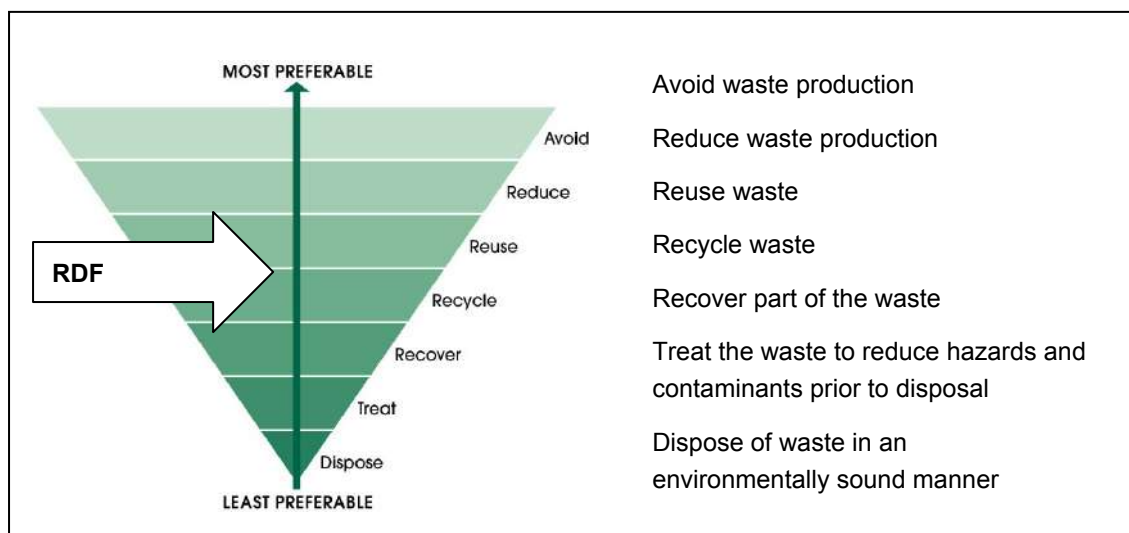 MOST PREFERABLE
Avoid
Reduce
Reuse
RDF
Recycle
Recover
Treat
Dispose
LEAST PREFERABLE
Avoid waste production
Reduce waste production
Reuse waste
Recycle waste
Recover part of the waste
Treat the waste to reduce hazards and
contaminants prior to disposal
Dispose of waste in an
environmentally sound manner